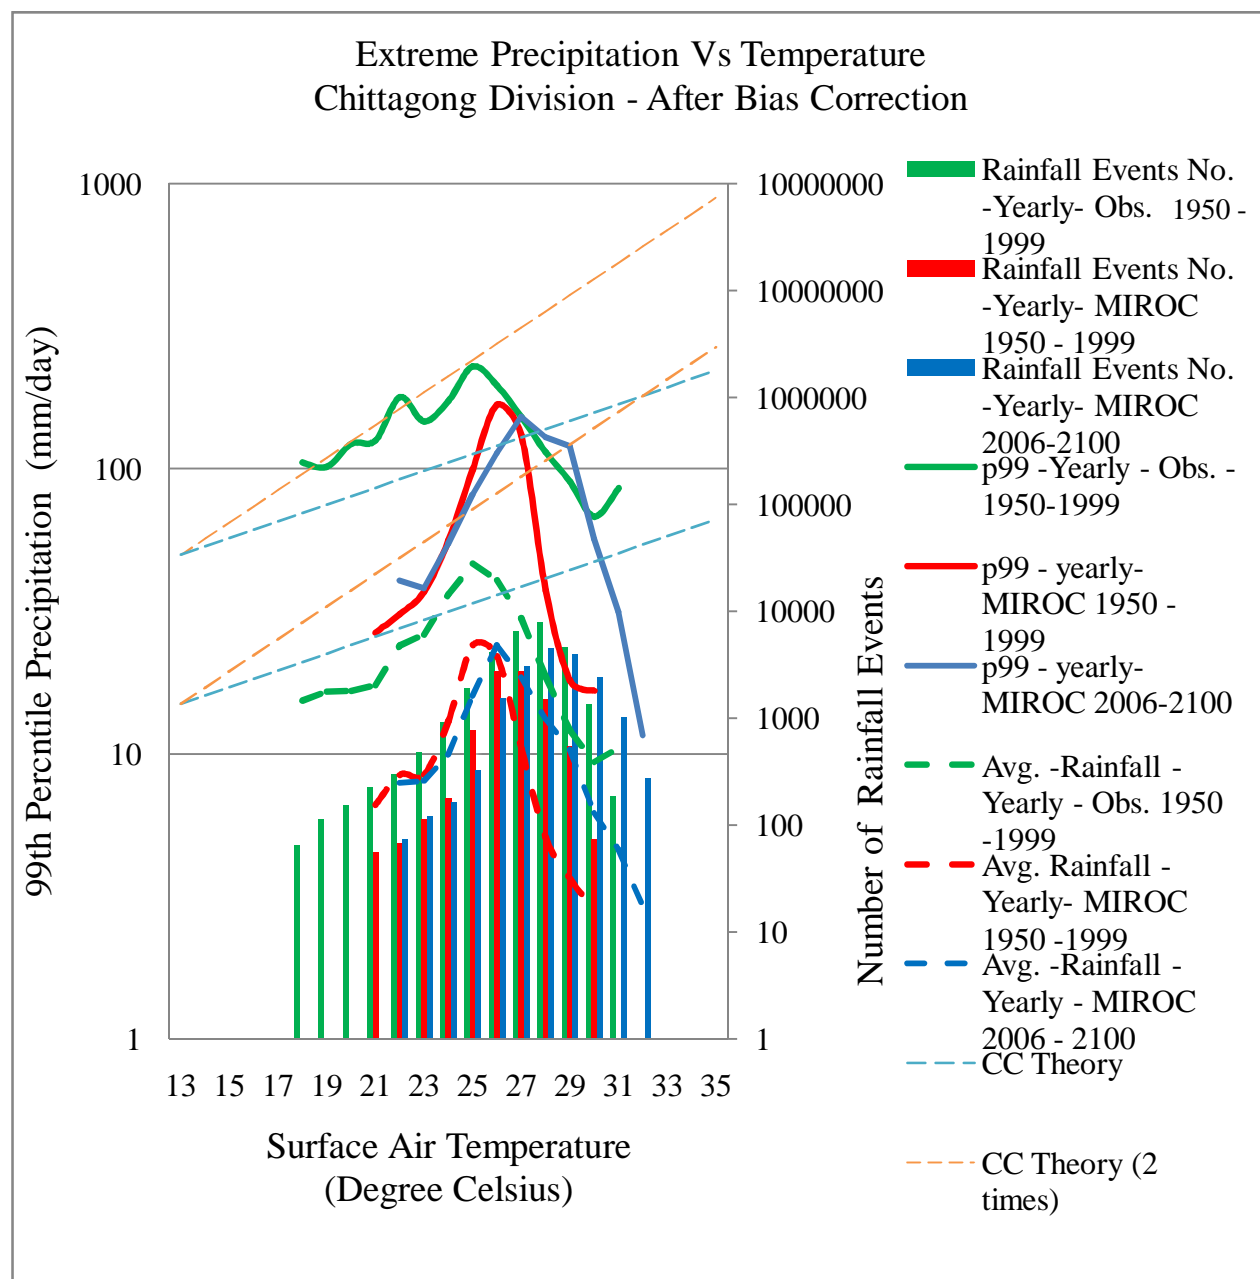 Extreme Precipitation Vs Temperature
Chittagong Division - After Bias Correction
99th Percntile Precipitation (mm/day)
1000
100
10
1
10000000
10000000
1000000
100000
10000
1000
100
10
1
Number of Rainfall Events
13 15 17 19 21 23 25 27 29 31 33 35
Surface Air Temperature
(Degree Celsius)
Rainfall Events No.
-Yearly- Obs. 1950 -
1999
Rainfall Events No.
-Yearly- MIROC
1950 - 1999
Rainfall Events No.
-Yearly- MIROC
2006-2100
p99 -Yearly - Obs. -
1950-1999
p99 - yearly-
MIROC 1950 -
1999
p99 - yearly-
MIROC 2006-2100
Avg. -Rainfall -
Yearly - Obs. 1950
-1999
Avg. Rainfall -
Yearly- MIROC
1950 -1999
Avg. -Rainfall -
Yearly - MIROC
2006 - 2100
CC Theory
CC Theory (2
times)